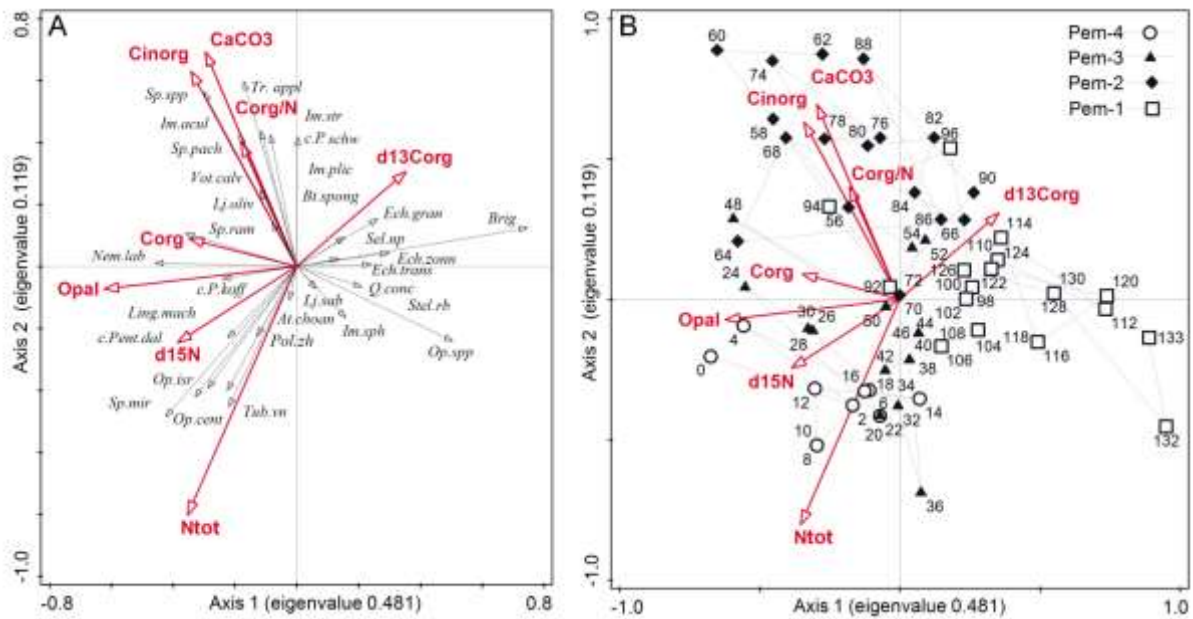 A
0.8
CaCO3
Cinorg
Tr. appl
Sp.spp
Corg/N
Im.str
Im.acul
c.P.schw
Sp.pach
d13Corg
Im.plic
Vot.calv
Bt.spong
Lj.oliv
Ech.gran
Brig
Sp.ram
Sel.np
Corg
Ech.zonn
Nem.lab
Ech.trans
Opal
c.P.koff
Q.conc
Lj.sub
Stel.rb
Ling.mach
At.choan
Im.sph
c.Pent.dal
Pol.zh
Op.spp
d15N
Op.isr
Sp.mir
Op.cent
Tub.vn
Ntot
Axis 2 (eigenvalue 0.119)
-1.0
-0.8
Axis 1 (eigenvalue 0.481)
0.8
B
1.0
60
62
88
74
CaCO3
Pem-4
Pem-3
Pem-2
Pem-1
Cinorg
58
78
80
76
82
96
68
Corg/N
90
94
d13Corg
48
56
84
86
114
54
66
110
124
64
52
24
Corg
126
130
120
92
72
100
122
Opal
98
128
112
30
26
50
70
102
4
46
44
108
118
133
28
40
104
0
106
116
d15N
42
38
16
18
34
12
6
14
2
32
10
20
22
132
8
36
Ntot
Axis 2 (eigenvalue 0.119)
-1.0
-1.0
Axis 1 (eigenvalue 0.481)
1.0